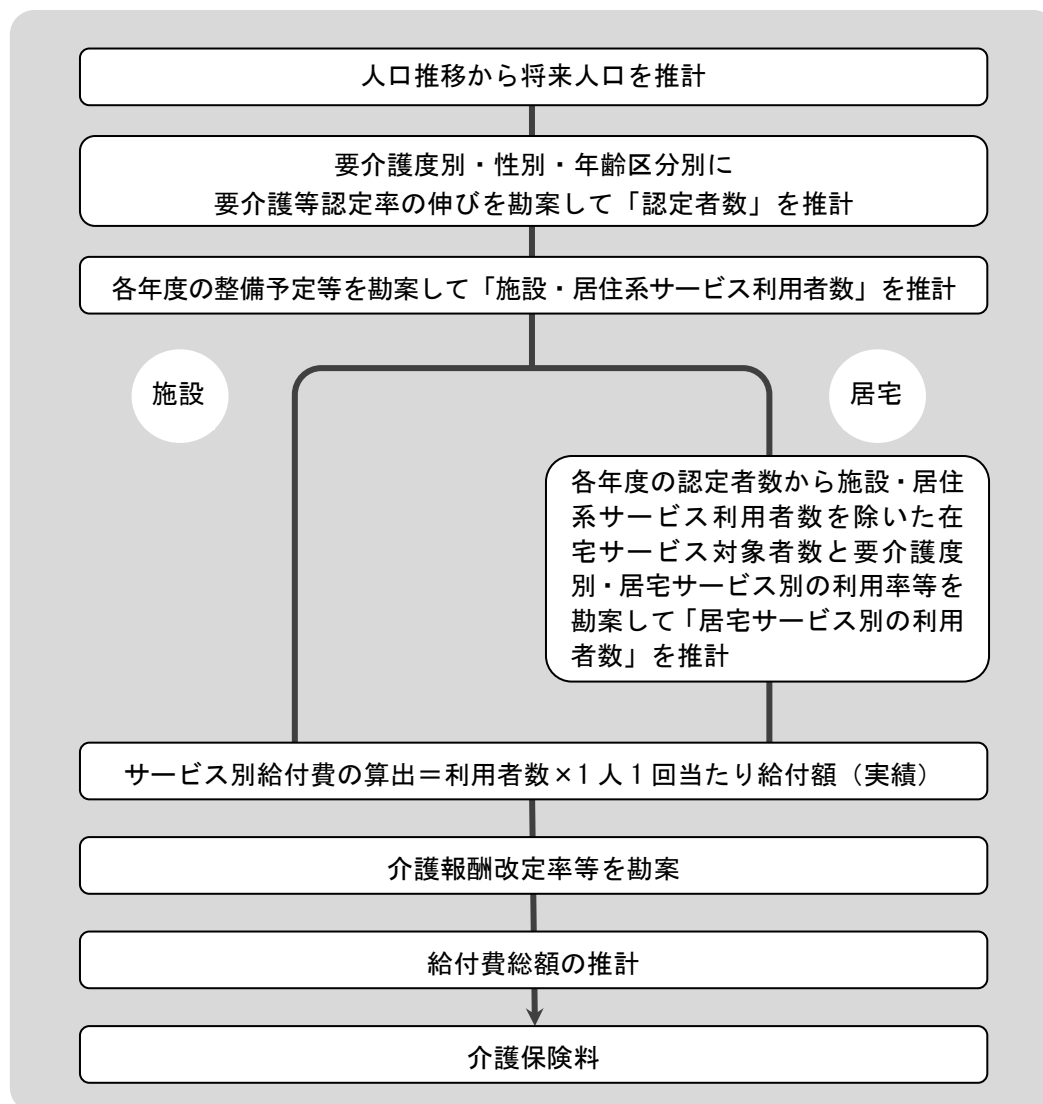 人口推移から将来人口を推計
要介護度別・性別・年齢区分別に
要介護等認定率の伸びを勘案して「認定者数」を推計
各年度の整備予定等を勘案して「施設・居住系サービス利用者数」を推計
施設
居宅
各年度の認定者数から施設・居住
系サービス利用者数を除いた在
宅サービス対象者数と要介護度
別・居宅サービス別の利用率等を
勘案して「居宅サービス別の利用
者数」を推計
サービス別給付費の算出＝利用者数×１人１回当たり給付額（実績）
介護報酬改定率等を勘案
給付費総額の推計
介護保険料